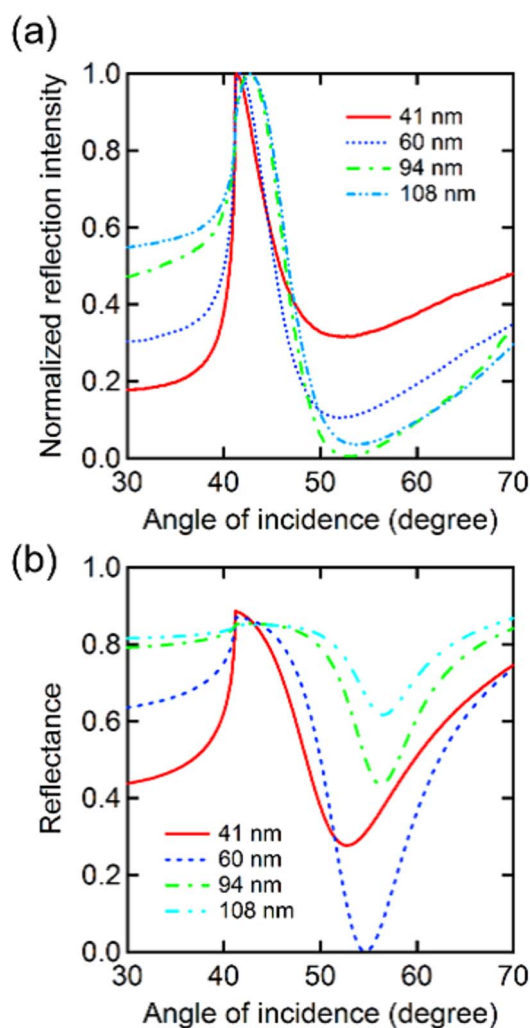 (a)
1.0
0.8
0.6
0.4
0.2
0.0
Normalized reflection intensity
41 nm
60 nm
94 nm
108 nm
30 40 50 60 70
Angle of incidence (degree)
(b)
1.0
0.8
0.6
0.4
0.2
0.0
Reflectance
41 nm
60 nm
94 nm
108 nm
30 40 50 60 70
Angle of incidence (degree)